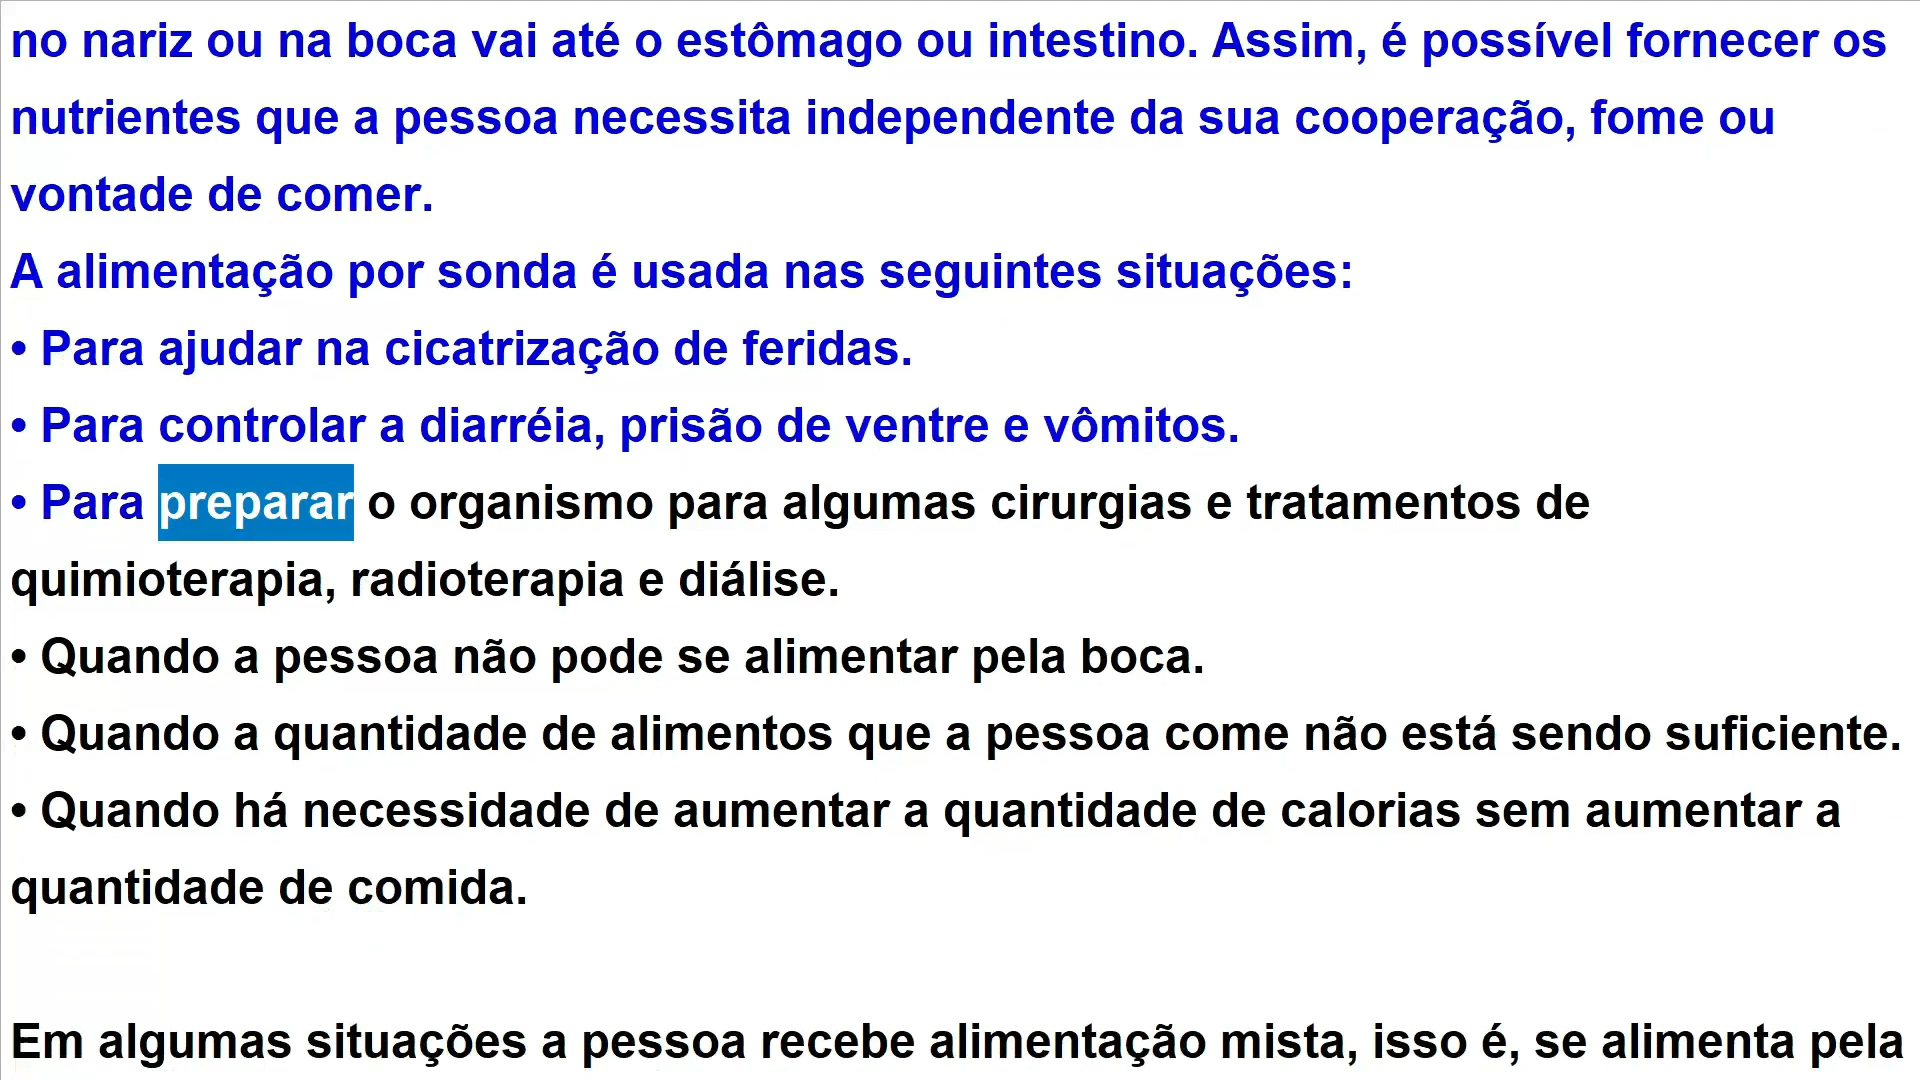 no nariz ou na boca vai até o estômago ou intestino. Assim, é possível fornecer os
nutrientes que a pessoa necessita independente da sua cooperação, fome ou
vontade de comer.
A alimentação por sonda é usada nas seguintes situações:
• Para ajudar na cicatrização de feridas.
• Para controlar a diarréia, prisão de ventre e vômitos.
• Para preparar o organismo para algumas cirurgias e tratamentos de
quimioterapia, radioterapia e diálise.
• Quando a pessoa não pode se alimentar pela boca.
• Quando a quantidade de alimentos que a pessoa come não está sendo suficiente.
• Quando há necessidade de aumentar a quantidade de calorias sem aumentar a
quantidade de comida.
Em algumas situações a pessoa recebe alimentação mista, isso é, se alimenta pela